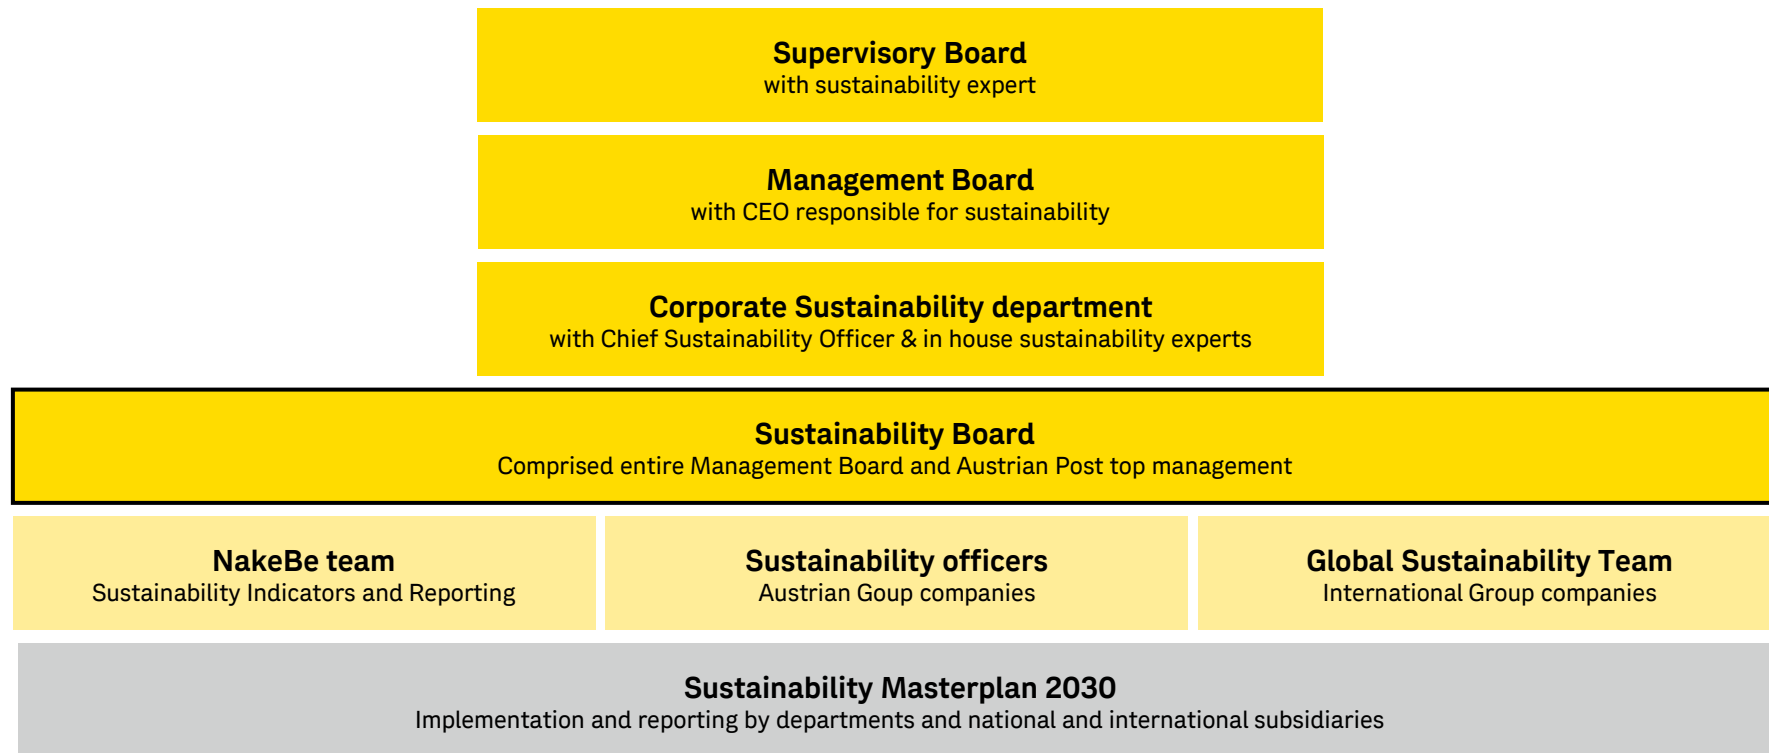 Supervisory Board
with sustainability expert
Management Board
with CEO responsible for sustainability
Corporate Sustainability department
with Chief Sustainability Officer & in house sustainability experts
Sustainability Board
Comprised entire Management Board and Austrian Post top management
NakeBe team
Sustainability Indicators and Reporting
Sustainability officers
Austrian Goup companies
Global Sustainability Team
International Group companies
Sustainability Masterplan 2030
Implementation and reporting by departments and national and international subsidiaries